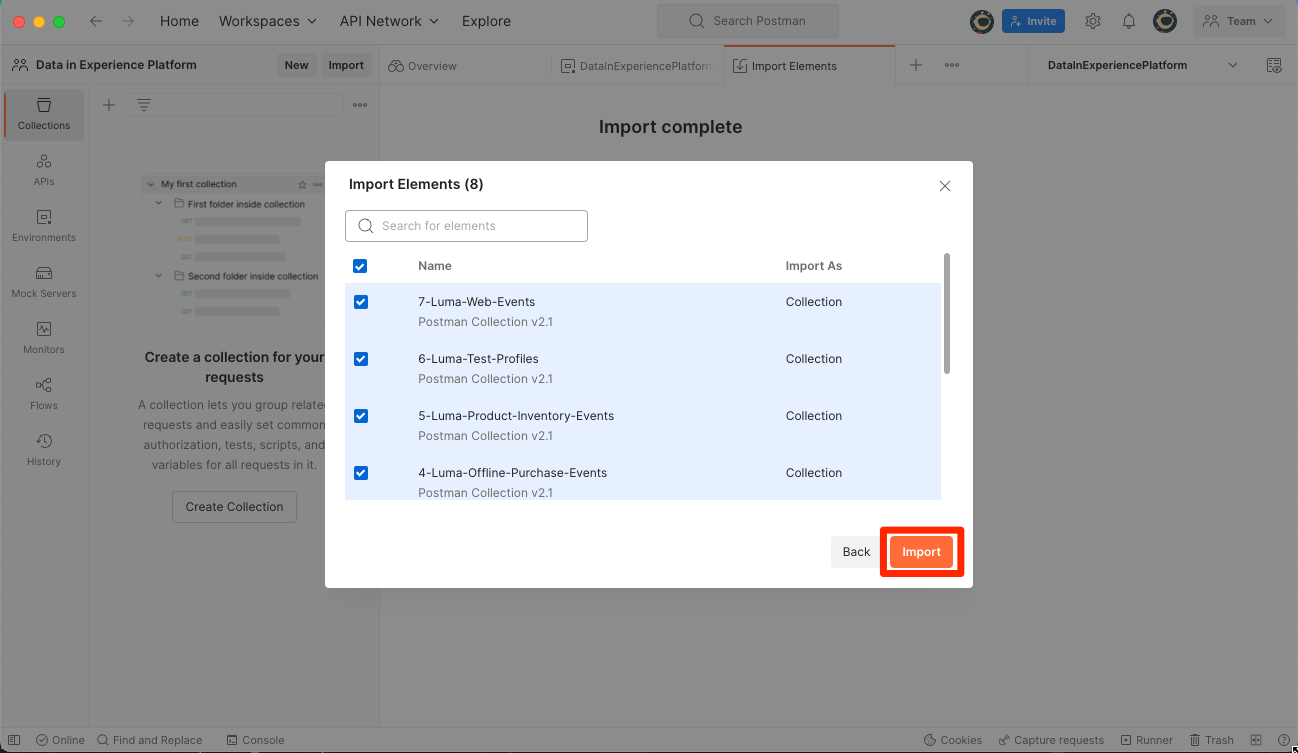 Home
Workspaces
API Network
Explore
Search Postman
Invite
Team
Data in Experience Platform
New
Import
Overview
DataInExperiencePlatform
Import Elements
DataInExperiencePlatform
Collections
APIs
Environments
Mock Servers
Monitors
Flows
History
My first collection
First folder inside collection
GET
POST
GET
Second folder inside collection
GET
GET
Create a collection for your
requests
A collection lets you group related
requests and easily set common
authorization, tests, scripts, and
variables for all requests in it.
Create Collection
Import complete
Import Elements (8)
Search for elements
Name
Import As
7-Luma-Web-Events
Collection
Postman Collection v2.1
6-Luma-Test-Profiles
Collection
Postman Collection v2.1
5-Luma-Product-Inventory-Events
Collection
Postman Collection v2.1
4-Luma-Offline-Purchase-Events
Collection
Postman Collection v2.1
Back
Import
Online
Find and Replace
Console
Cookies
Capture requests
Runner
Trash